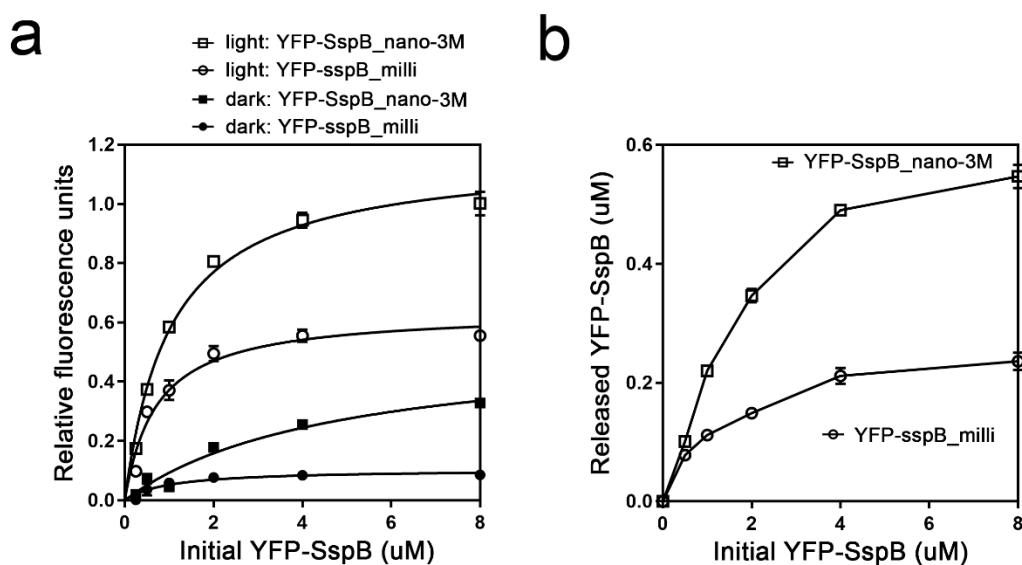 a
light: YFP-SspB_nano-3M
light: YFP-sspB_milli
dark: YFP-SspB_nano-3M
dark: YFP-sspB_milli
1.2
1.0
0.8
0.6
0.4
0.2
0.0
0 2 4 6 8
Relative fluorescence units
Initial YFP-SspB (uM)
b
YFP-SspB_nano-3M
YFP-sspB_milli
0.6
0.4
0.2
0.0
0 2 4 6 8
Released YFP-SspB (uM)
Initial YFP-SspB (uM)